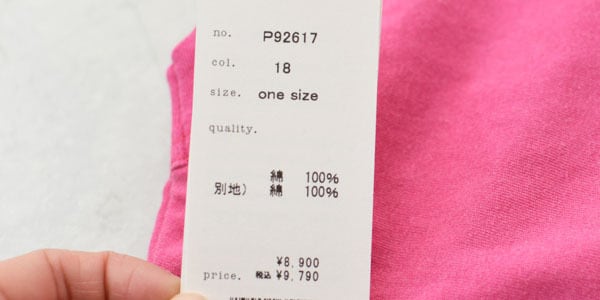 no. P92617
col. 18
size. one size
quality.
綿 100%
別地) 綿 100%
¥8,900
price. 税込 ¥9,790